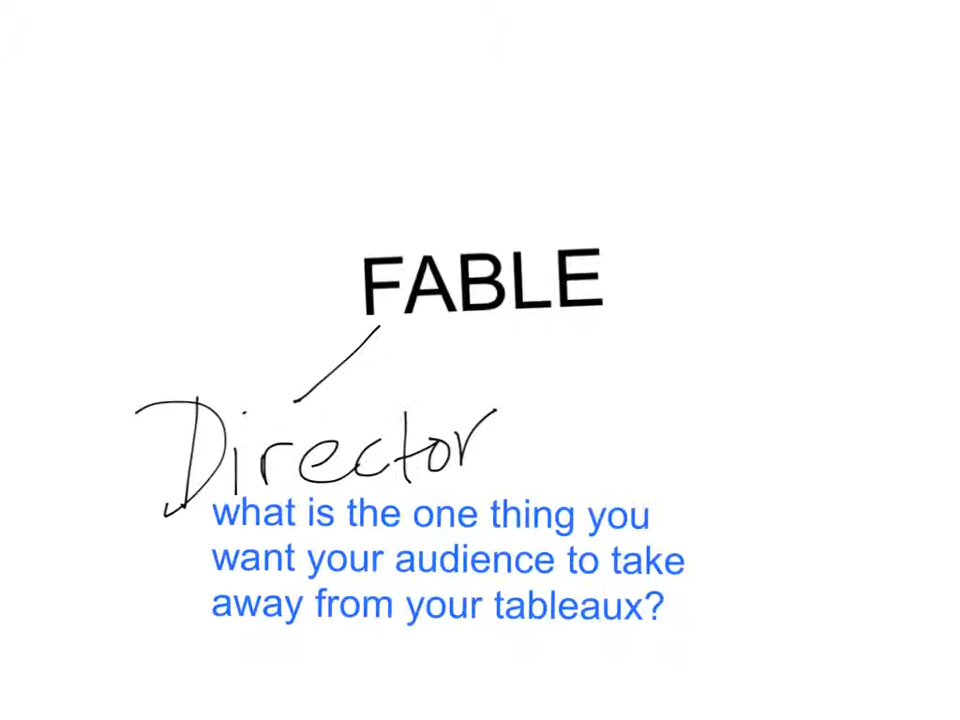 FABLE
Director
what is the one thing you
want your audience to take
away from your tableaux?